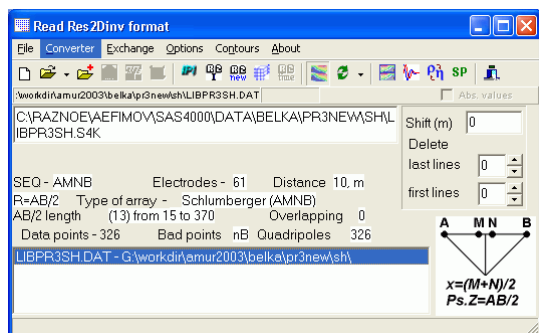 Read Res2Dinv format
File Converter Exchange Options Contours About
IPI new SP
:\workdir\amur2003\belka\pr3new\sh\LIBPR3SH.DAT Abs. values
C:\RAZNOE\AEFIMOV\SAS4000\DATA\BELKA\PR3NEW\SH\L
IBPR3SH.S4K
Shift (m) 0
Delete
last lines 0
first lines 0
SEQ - AMNB Electrodes - 61 Distance 10, m
R=AB/2 Type of array - Schlumberger (AMNB)
AB/2 length (13) from 15 to 370 Overlapping 0
Data points - 326 Bad points nB Quadripoles 326
LIBPR3SH.DAT - G:\workdir\amur2003\belka\pr3new\sh\
A M N B
x=(M+N)/2
Ps.Z=AB/2